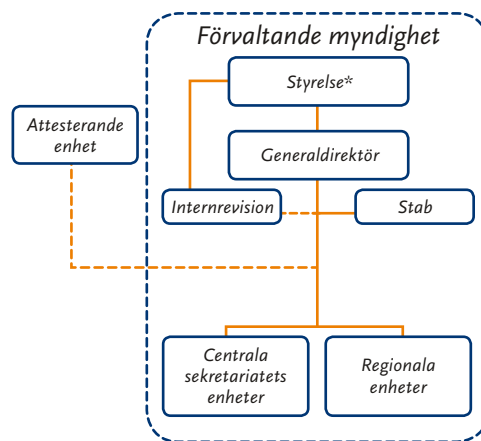 Förvaltande myndighet
Styrelse*
Attesterande
enhet
Generaldirektör
Internrevision
Stab
Centrala
sekretariatets
enheter
Regionala
enheter